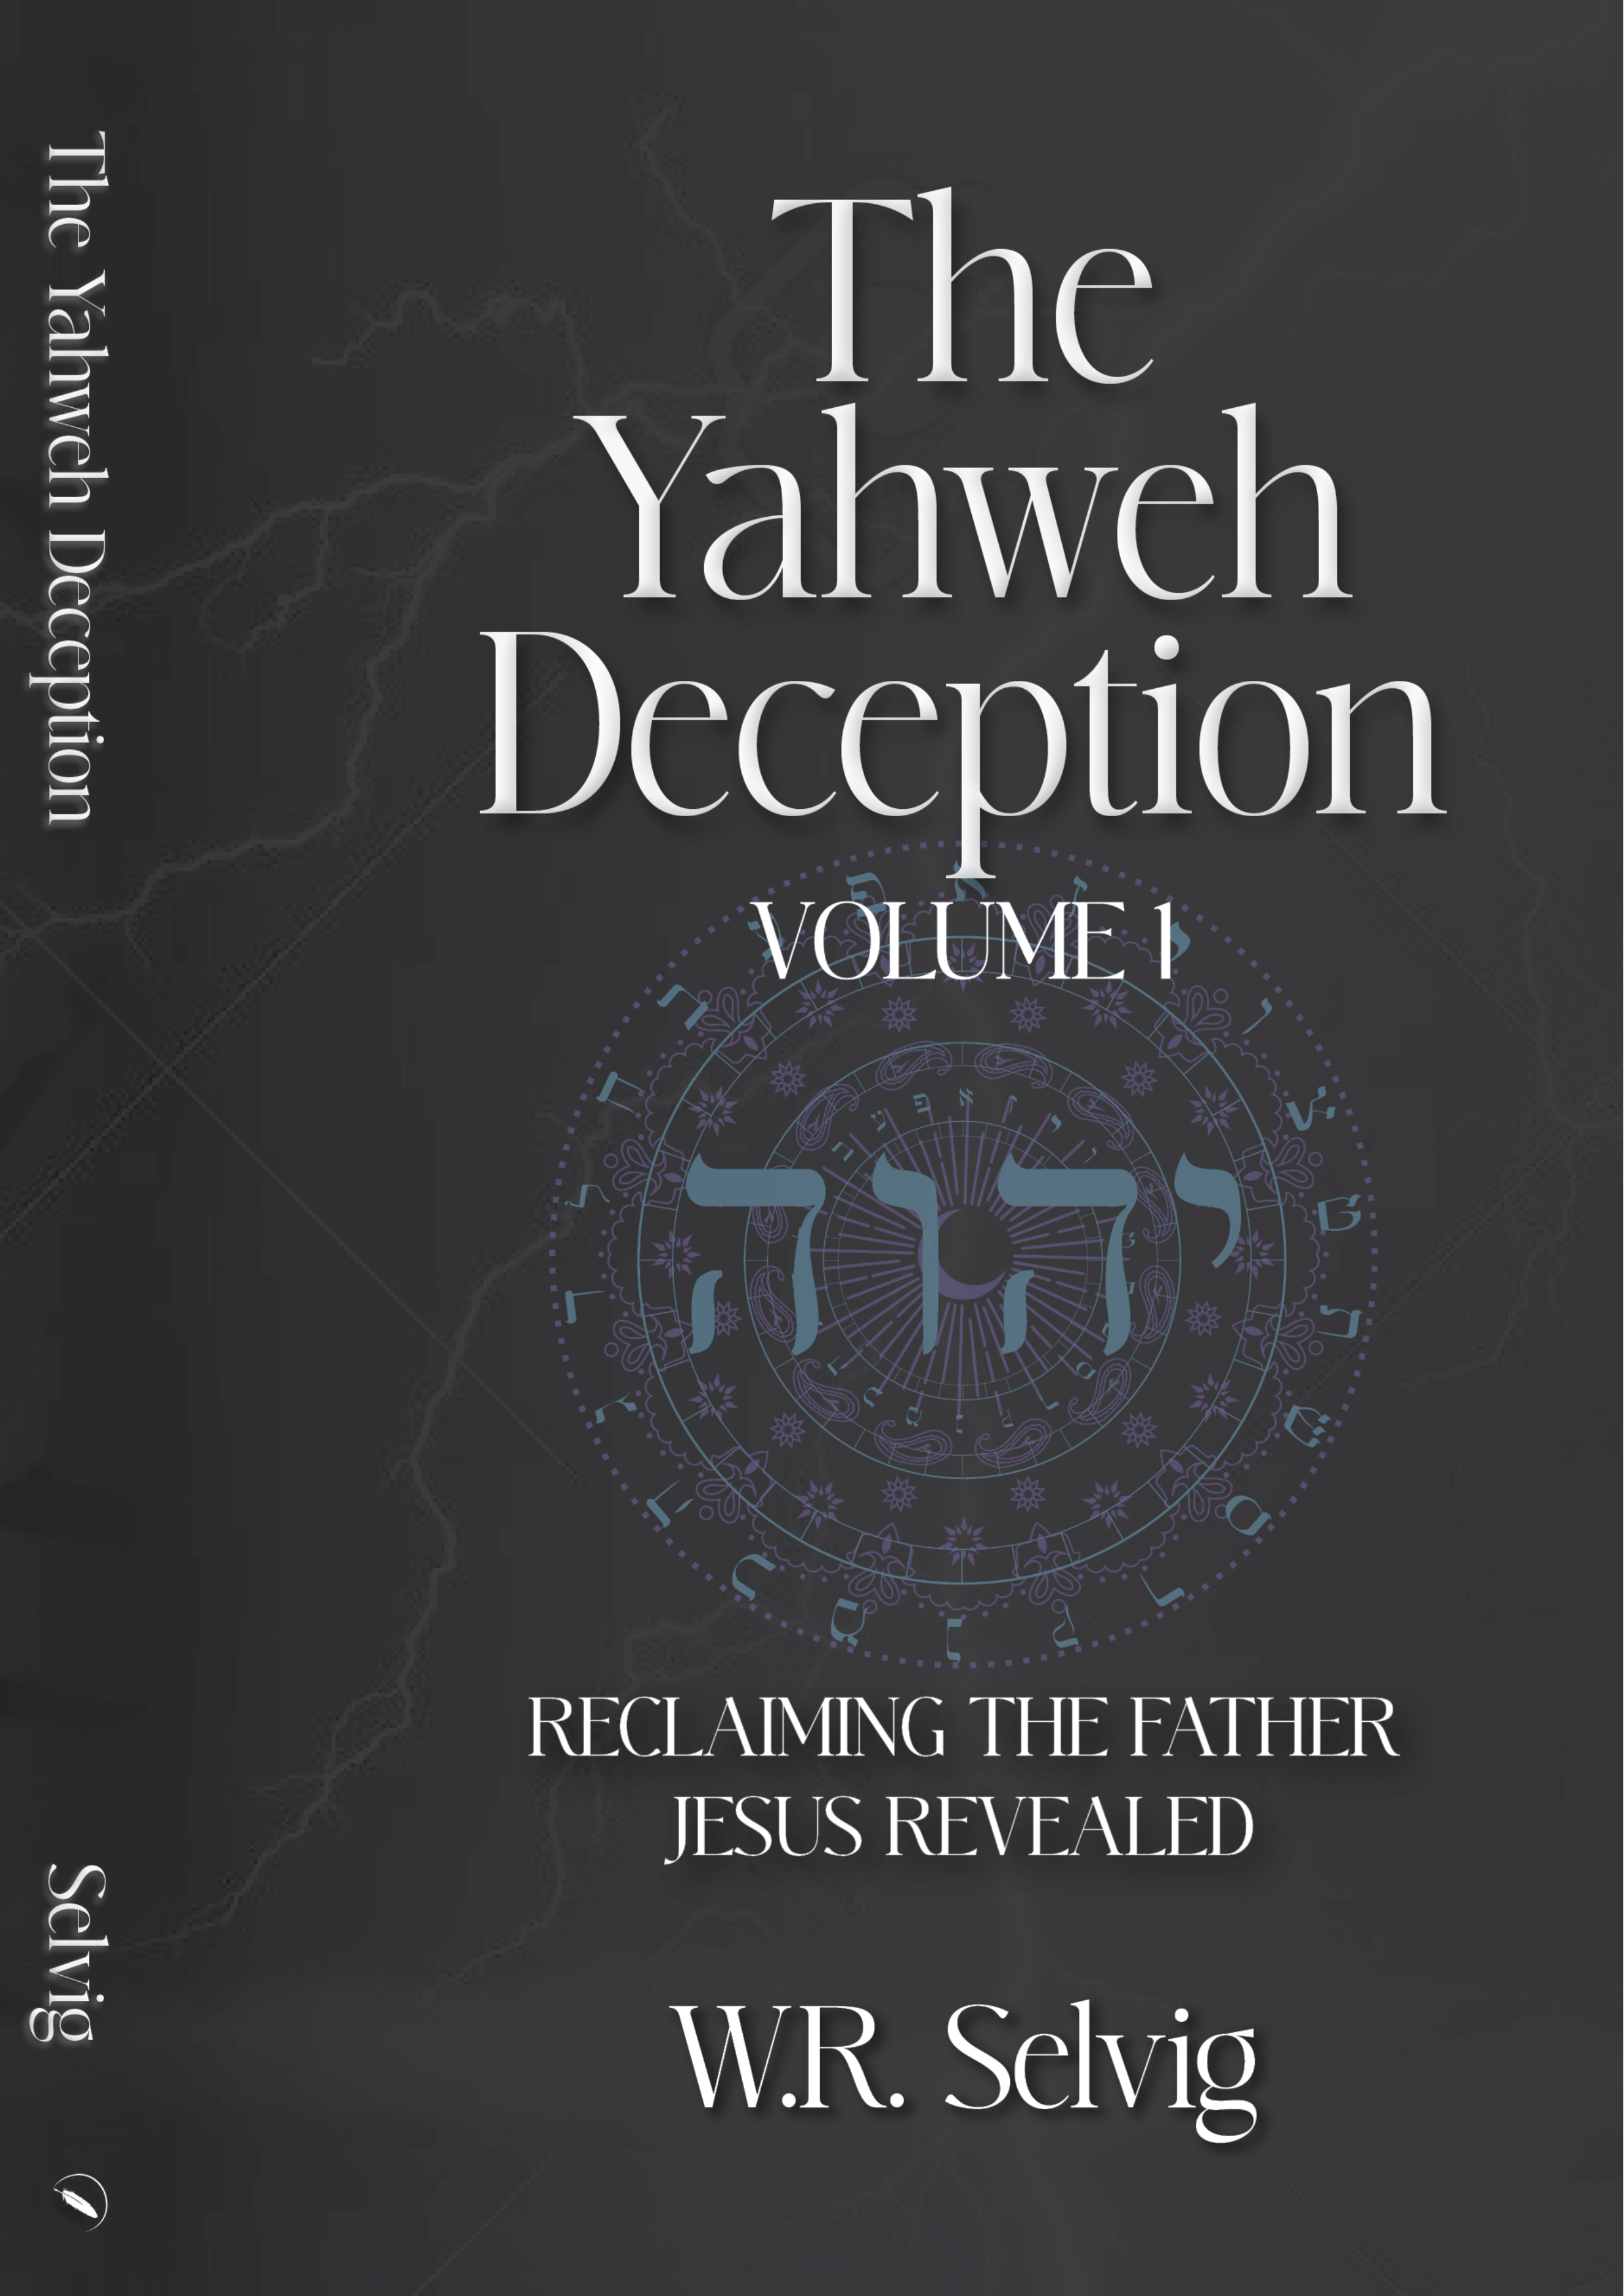 The Yahweh Deception
Selvig
The
Yahweh
Deception
VOLUME 1
יהוה
RECLAIMING THE FATHER
JESUS REVEALED
W.R. Selvig